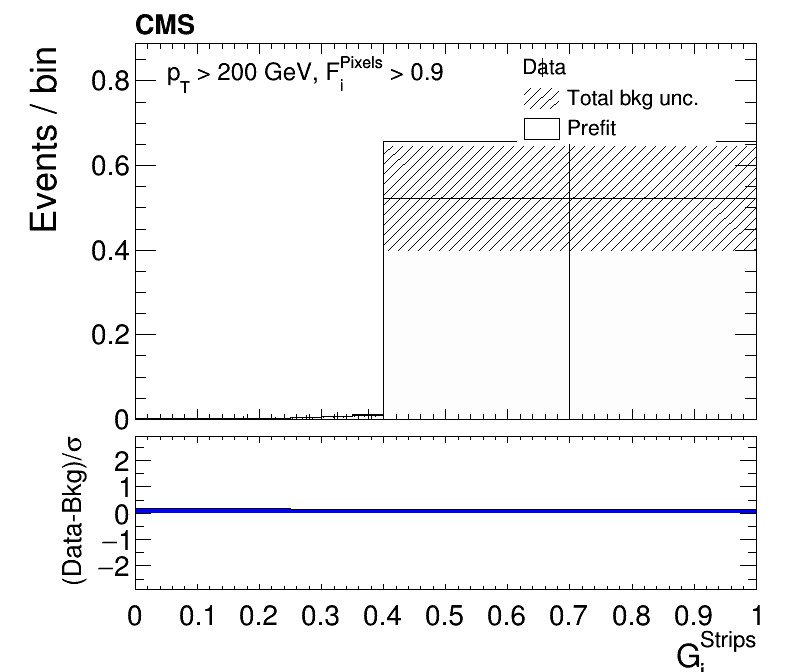 CMS
p_T > 200 GeV, F_i^Pixels > 0.9
Data
Total bkg unc.
Prefit
Events / bin
0.8
0.6
0.4
0.2
0
(Data-Bkg)/σ
2
1
0
−1
−2
0 0.1 0.2 0.3 0.4 0.5 0.6 0.7 0.8 0.9 1
G_i^Strips